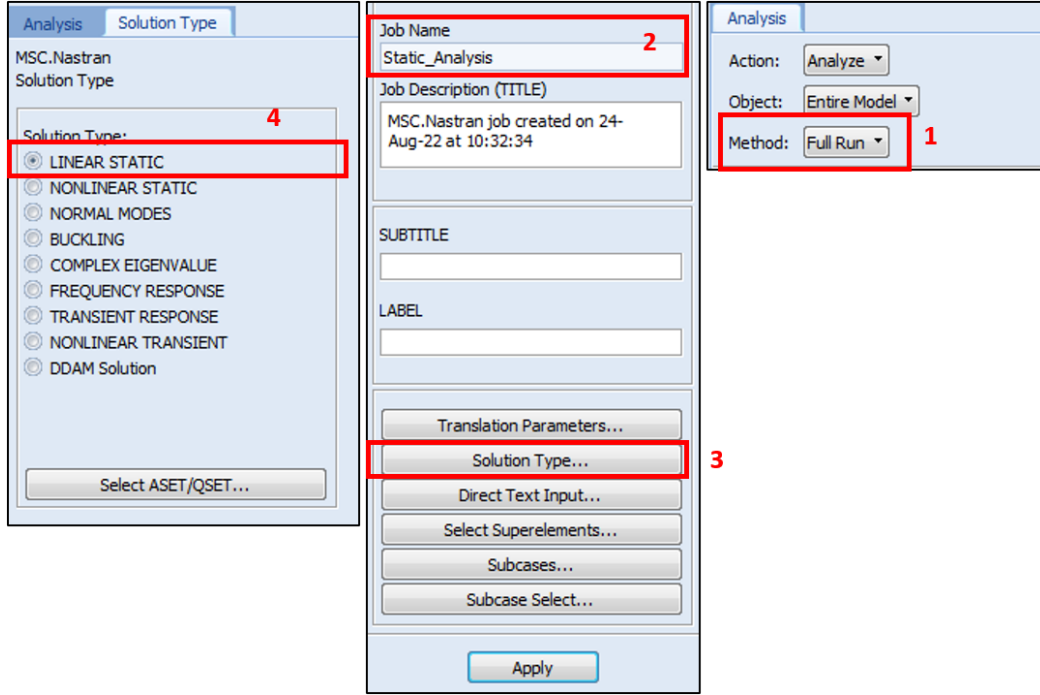 Analysis
Solution Type
MSC.Nastran
Solution Type
4
Solution Type:
LINEAR STATIC
NONLINEAR STATIC
NORMAL MODES
BUCKLING
COMPLEX EIGENVALUE
FREQUENCY RESPONSE
TRANSIENT RESPONSE
NONLINEAR TRANSIENT
DDAM Solution
Select ASET/QSET...
Job Name
2
Static_Analysis
Job Description (TITLE)
MSC.Nastran job created on 24-
Aug-22 at 10:32:34
SUBTITLE
LABEL
Translation Parameters...
Solution Type...
3
Direct Text Input...
Select Superelements...
Subcases...
Subcase Select...
Apply
Analysis
Action: Analyze
Object: Entire Model
Method: Full Run
1